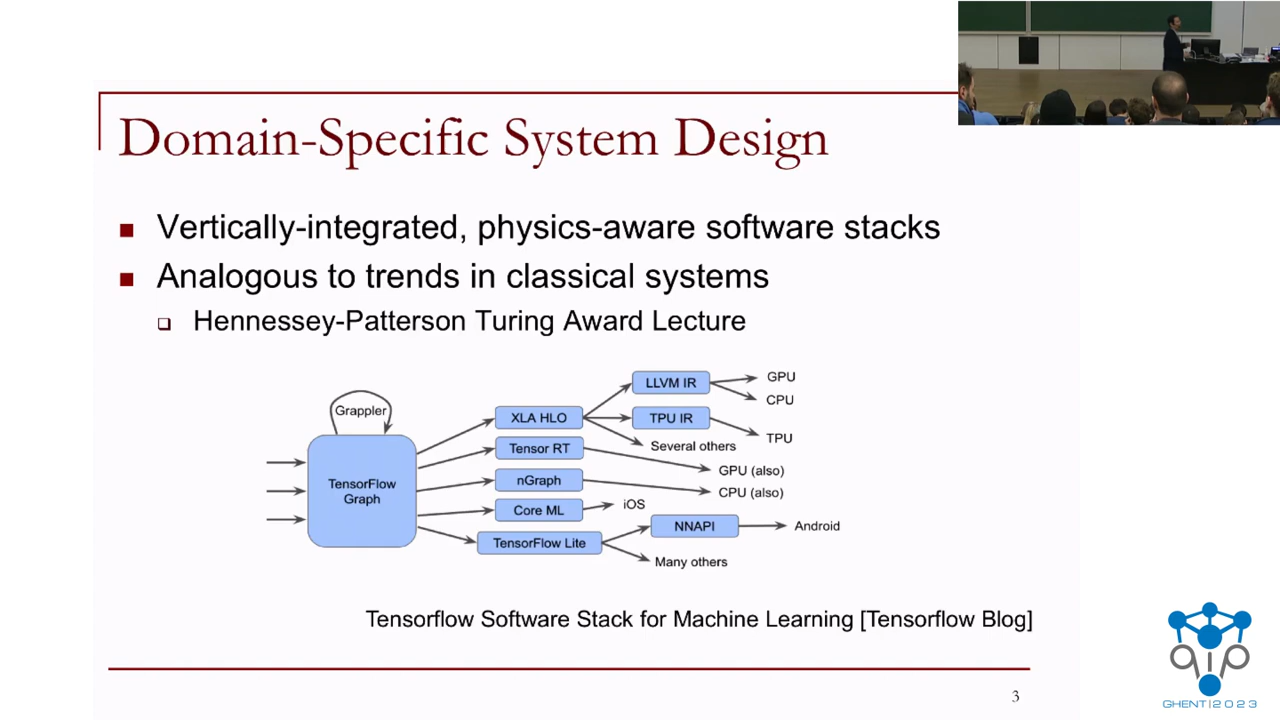 Domain-Specific System Design
Vertically-integrated, physics-aware software stacks
Analogous to trends in classical systems
Hennessey-Patterson Turing Award Lecture
Grappler
TensorFlow
Graph
XLA HLO
Tensor RT
nGraph
Core ML
TensorFlow Lite
LLVM IR
TPU IR
Several others
GPU
CPU
TPU
GPU (also)
CPU (also)
iOS
NNAPI
Android
Many others
Tensorflow Software Stack for Machine Learning [Tensorflow Blog]
3
qip
GHENT|2023